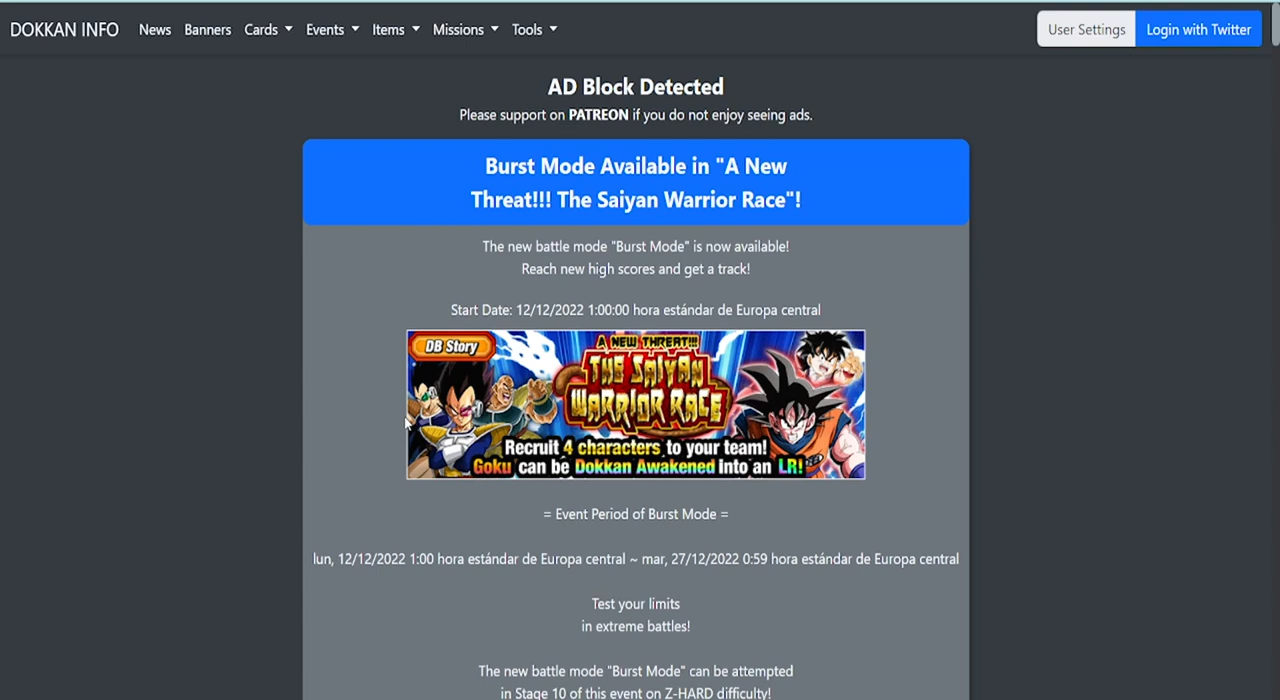 DOKKAN INFO News Banners Cards Events Items Missions Tools User Settings Login with Twitter
AD Block Detected
Please support on PATREON if you do not enjoy seeing ads.
Burst Mode Available in "A New
Threat!!! The Saiyan Warrior Race"!
The new battle mode "Burst Mode" is now available!
Reach new high scores and get a track!
Start Date: 12/12/2022 1:00:00 hora estándar de Europa central
DB Story
A NEW THREAT!!!
THE SAIYAN
WARRIOR RACE
Recruit 4 characters to your team!
Goku can be Dokkan Awakened into an LR!
= Event Period of Burst Mode =
lun, 12/12/2022 1:00 hora estándar de Europa central ~ mar, 27/12/2022 0:59 hora estándar de Europa central
Test your limits
in extreme battles!
The new battle mode "Burst Mode" can be attempted
in Stage 10 of this event on Z-HARD difficulty!